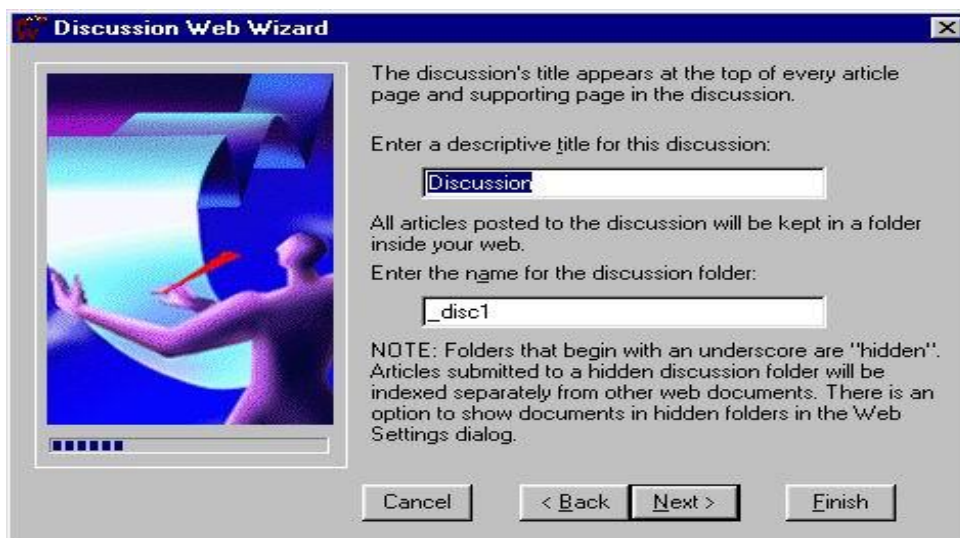 Discussion Web Wizard
The discussion's title appears at the top of every article
page and supporting page in the discussion.
Enter a descriptive title for this discussion:
Discussion
All articles posted to the discussion will be kept in a folder
inside your web.
Enter the name for the discussion folder:
_disc1
NOTE: Folders that begin with an underscore are "hidden".
Articles submitted to a hidden discussion folder will be
indexed separately from other web documents. There is an
option to show documents in hidden folders in the Web
Settings dialog.
Cancel < Back Next > Finish